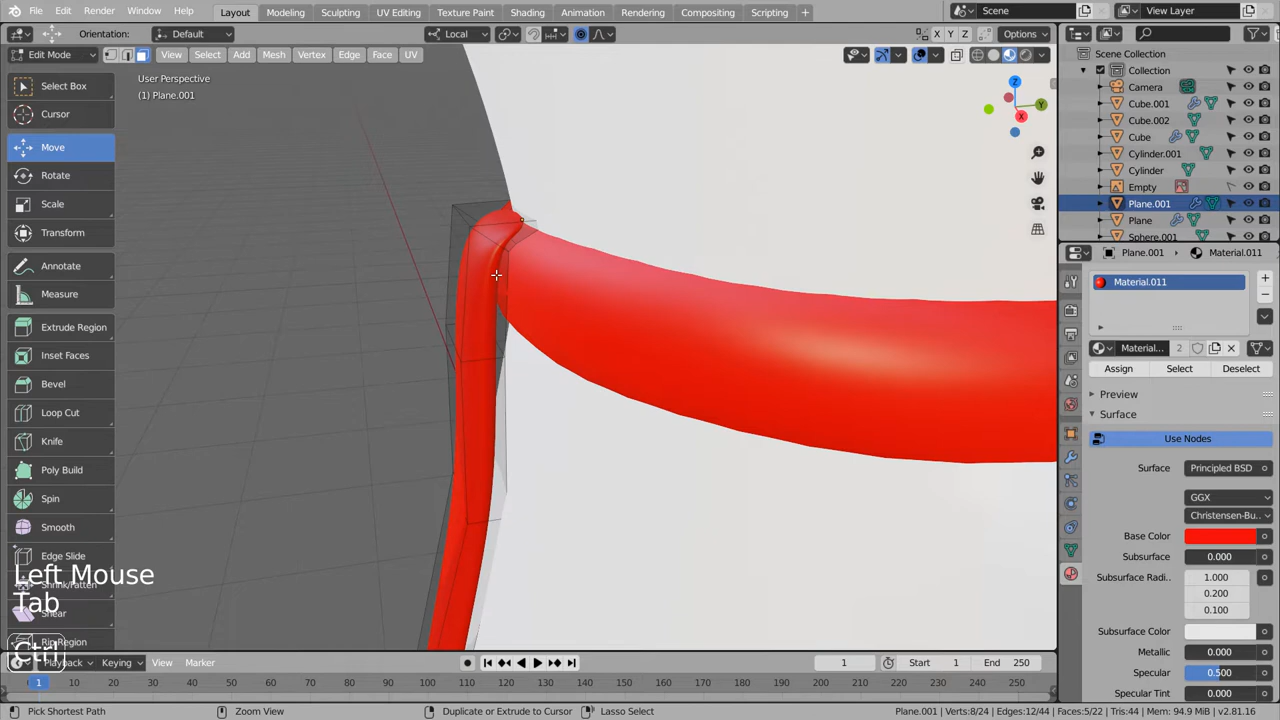 File Edit Render Window Help Layout Modeling Sculpting UV Editing Texture Paint Shading Animation Rendering Compositing Scripting + Scene View Layer
Orientation: Default Local X Y Z Options
Edit Mode View Select Add Mesh Vertex Edge Face UV
Scene Collection
Collection
Camera
Cube.001
Cube.002
Cube
Cylinder.001
Cylinder
Empty
Plane.001
Plane
Sphere.001
User Perspective
(1) Plane.001
Z
Y
X
Select Box
Cursor
Move
Rotate
Scale
Transform
Annotate
Measure
Extrude Region
Inset Faces
Bevel
Loop Cut
Knife
Poly Build
Spin
Smooth
Edge Slide
Shrink/Fatten
Shear
Rip Region
Left Mouse
Tab
Ctrl
Plane.001 Material.011
Material.011
Material... 2
Assign Select Deselect
Preview
Surface
Use Nodes
Surface Principled BSD
GGX
Christensen-Bu..
Base Color
Subsurface 0.000
Subsurface Radi.. 1.000
0.200
0.100
Subsurface Color
Metallic 0.000
Specular 0.500
Specular Tint 0.000
Playback Keying View Marker 1 Start 1 End 250
1 10 20 30 40 50 60 70 80 90 100 110 120 130 140 150 160 170 180 190 200 210 220 230 240 250
Pick Shortest Path Zoom View Duplicate or Extrude to Cursor Lasso Select Plane.001 | Verts:8/24 | Edges:12/44 | Faces:5/22 | Tris:44 | Mem: 94.9 MiB | v2.81.16